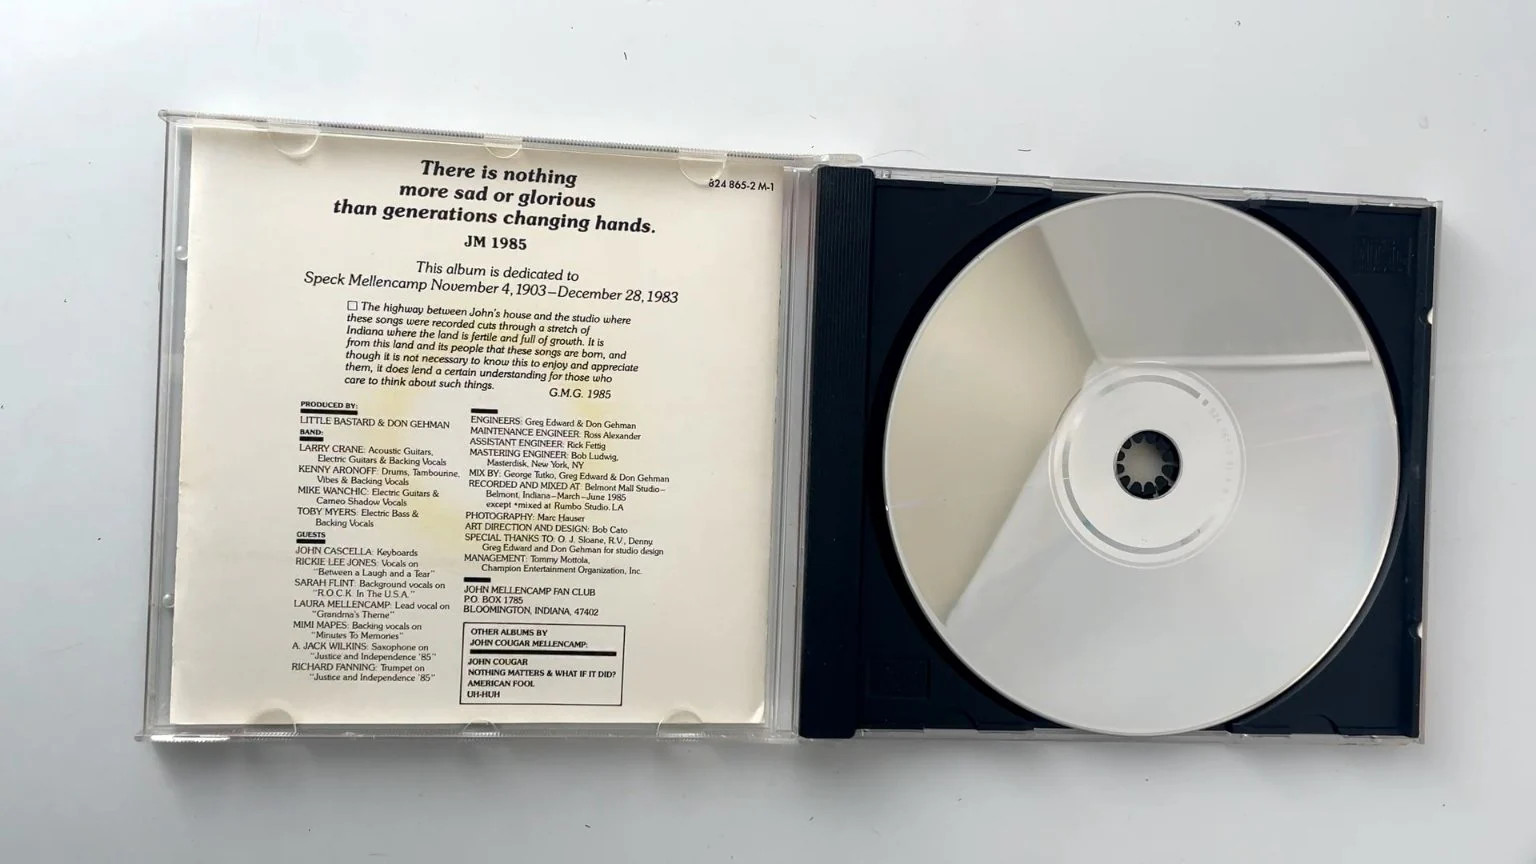 There is nothing
more sad or glorious
than generations changing hands.
JM 1985
824 865-2 M-1
This album is dedicated to
Speck Mellencamp November 4, 1903–December 28, 1983
☐ The highway between John's house and the studio where
these songs were recorded cuts through a stretch of
Indiana where the land is fertile and full of growth. It is
from this land and its people that these songs are born, and
though it is not necessary to know this to enjoy and appreciate
them, it does lend a certain understanding for those who
care to think about such things.
G.M.G. 1985
PRODUCED BY:
LITTLE BASTARD & DON GEHMAN
BAND:
LARRY CRANE: Acoustic Guitars,
Electric Guitars & Backing Vocals
KENNY ARONOFF: Drums, Tambourine,
Vibes & Backing Vocals
MIKE WANCHIC: Electric Guitars &
Cameo Shadow Vocals
TOBY MYERS: Electric Bass &
Backing Vocals
GUESTS
JOHN CASCELLA: Keyboards
RICKIE LEE JONES: Vocals on
"Between a Laugh and a Tear"
SARAH FLINT: Background vocals on
"R.O.C.K. In The U.S.A."
LAURA MELLENCAMP: Lead vocal on
"Grandma's Theme"
MIMI MAPES: Backing vocals on
"Minutes To Memories"
A. JACK WILKINS: Saxophone on
"Justice and Independence '85"
RICHARD FANNING: Trumpet on
"Justice and Independence '85"
ENGINEERS: Greg Edward & Don Gehman
MAINTENANCE ENGINEER: Ross Alexander
ASSISTANT ENGINEER: Rick Fettig
MASTERING ENGINEER: Bob Ludwig,
Masterdisk, New York, NY
MIX BY: George Tutko, Greg Edward & Don Gehman
RECORDED AND MIXED AT: Belmont Mall Studio–
Belmont, Indiana–March–June 1985
except *mixed at Rumbo Studio, LA
PHOTOGRAPHY: Marc Hauser
ART DIRECTION AND DESIGN: Bob Cato
SPECIAL THANKS TO: O. J. Sloane, R.V., Denny,
Greg Edward and Don Gehman for studio design
MANAGEMENT: Tommy Mottola,
Champion Entertainment Organization, Inc.
JOHN MELLENCAMP FAN CLUB
P.O. BOX 1785
BLOOMINGTON, INDIANA, 47402
OTHER ALBUMS BY
JOHN COUGAR MELLENCAMP:
JOHN COUGAR
NOTHING MATTERS & WHAT IF IT DID?
AMERICAN FOOL
UH-HUH